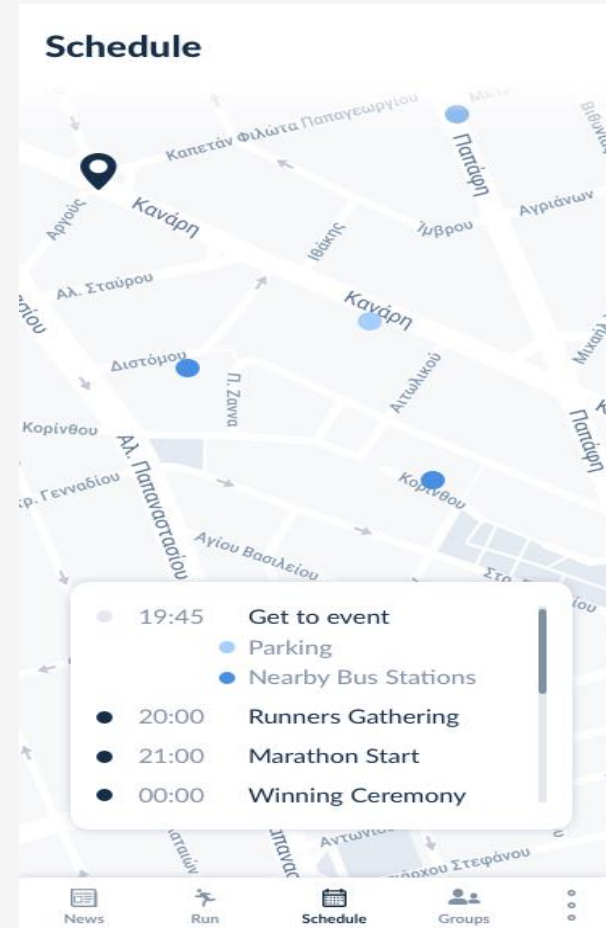 Schedule
Καπετάν Φιλώτα Παπαγεωργίου
Παπάφη
Αργούς
Κανάρη
Ιθάκης
Ίμβρου
Αγριάνων
Αλ. Σταύρου
Κανάρη
Διστόμου
Π. Ζαννα
Αιτωλικού
Κορίνθου
Αλ. Παπαναστασίου
Κορίνθου
Παπάφη
Αγίου Βασιλείου
19:45 Get to event
Parking
Nearby Bus Stations
20:00 Runners Gathering
21:00 Marathon Start
00:00 Winning Ceremony
News Run Schedule Groups